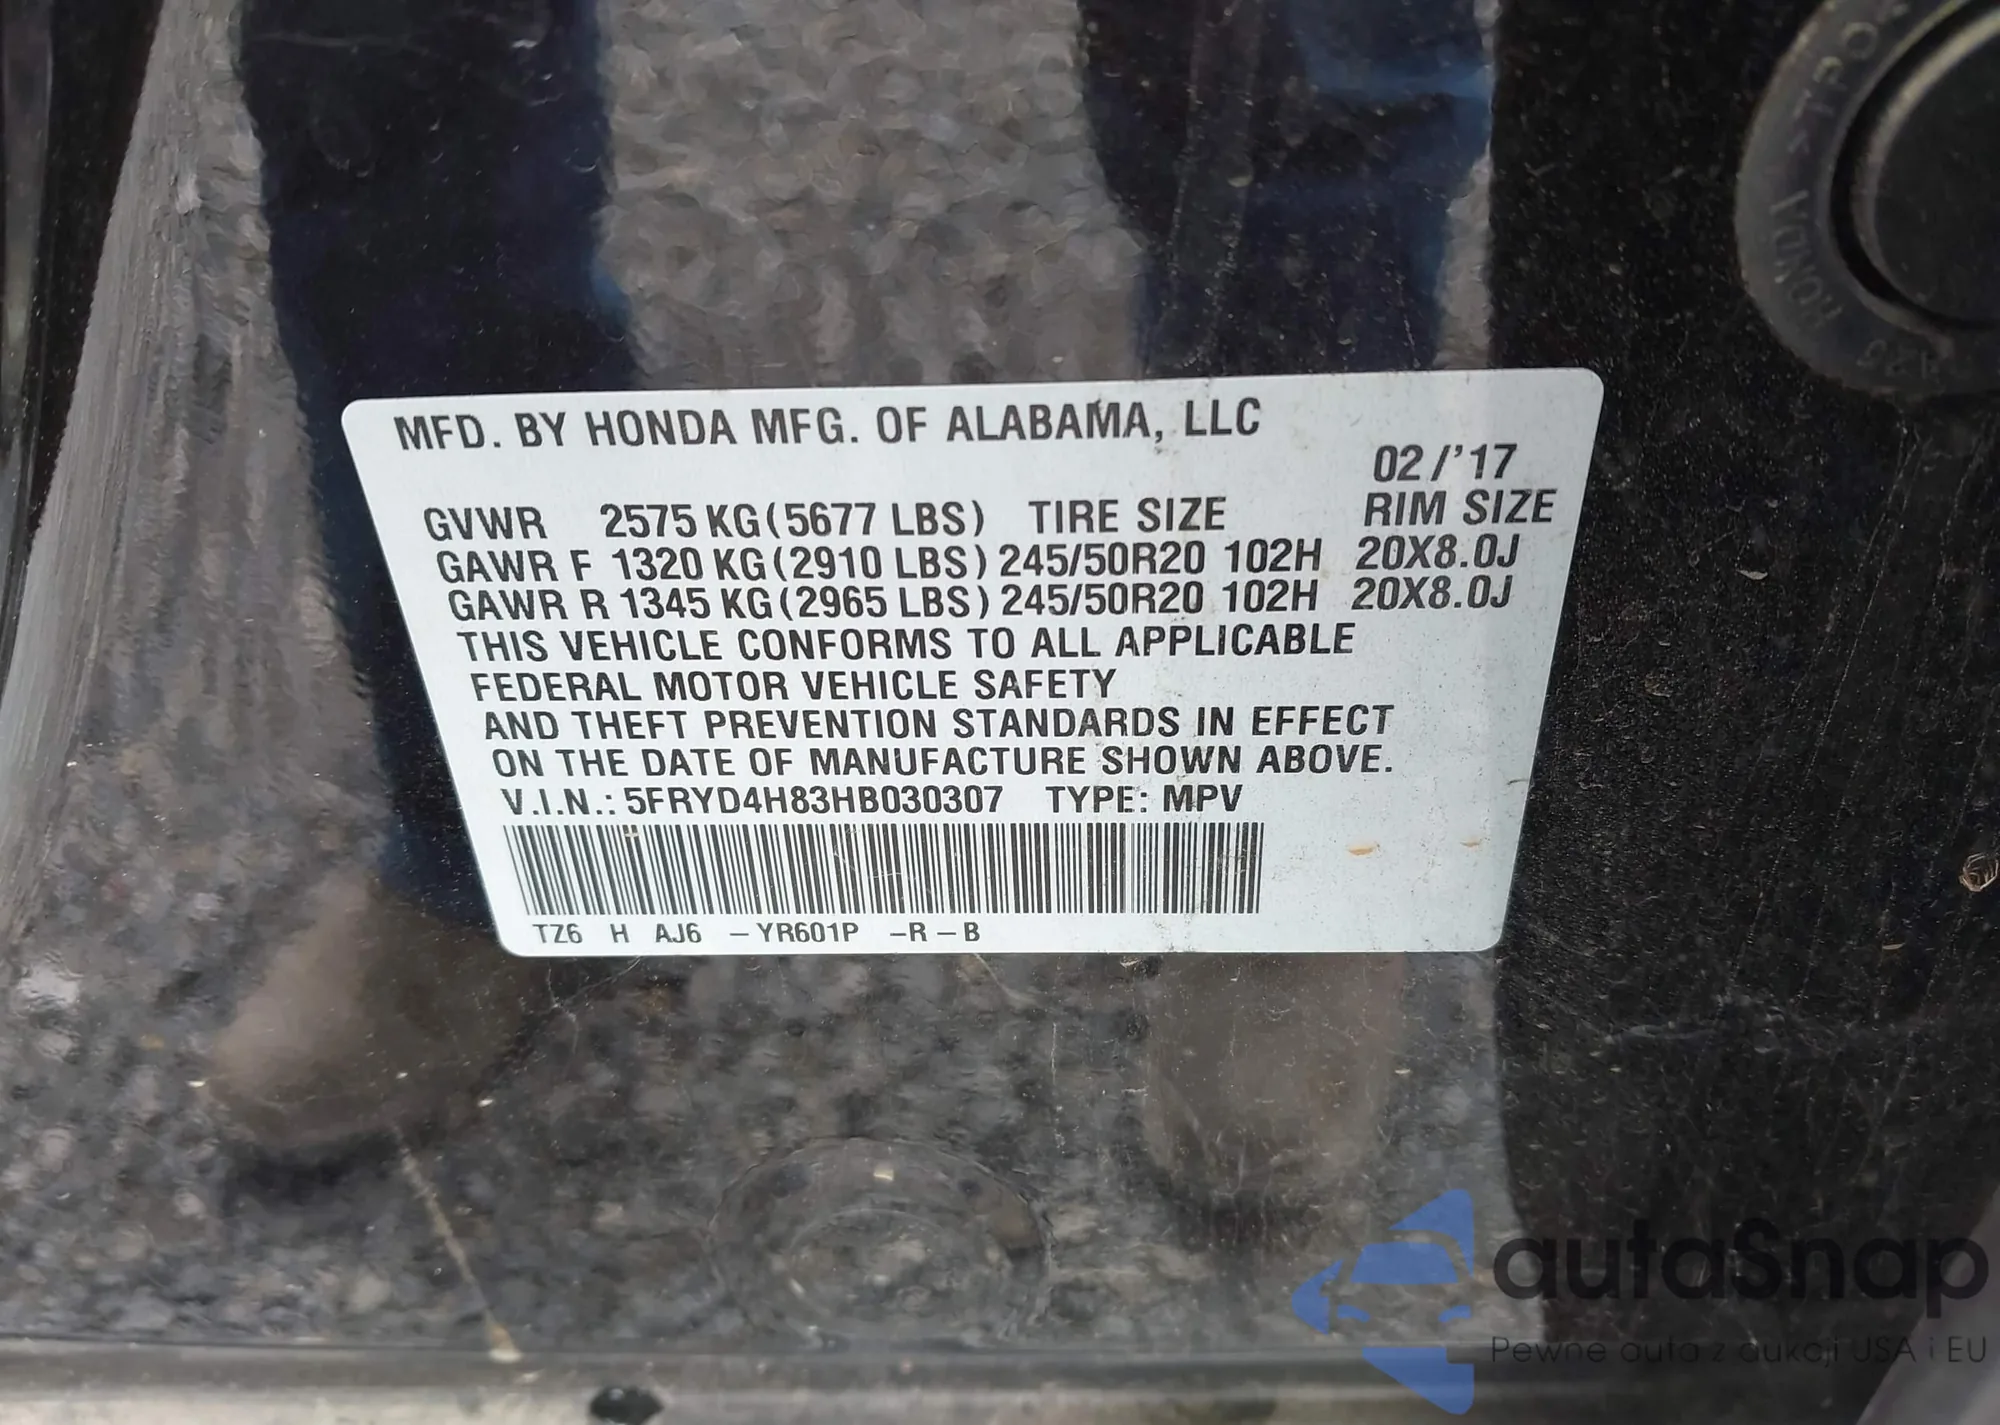 MFD. BY HONDA MFG. OF ALABAMA, LLC
02/'17
GVWR 2575 KG(5677 LBS) TIRE SIZE RIM SIZE
GAWR F 1320 KG(2910 LBS) 245/50R20 102H 20X8.0J
GAWR R 1345 KG(2965 LBS) 245/50R20 102H 20X8.0J
THIS VEHICLE CONFORMS TO ALL APPLICABLE
FEDERAL MOTOR VEHICLE SAFETY
AND THEFT PREVENTION STANDARDS IN EFFECT
ON THE DATE OF MANUFACTURE SHOWN ABOVE.
V.I.N.: 5FRYD4H83HB030307 TYPE: MPV
TZ6 H AJ6 –YR601P –R–B
HONDA >TPO
autaSnap
Pewne auta z aukcji USA i EU